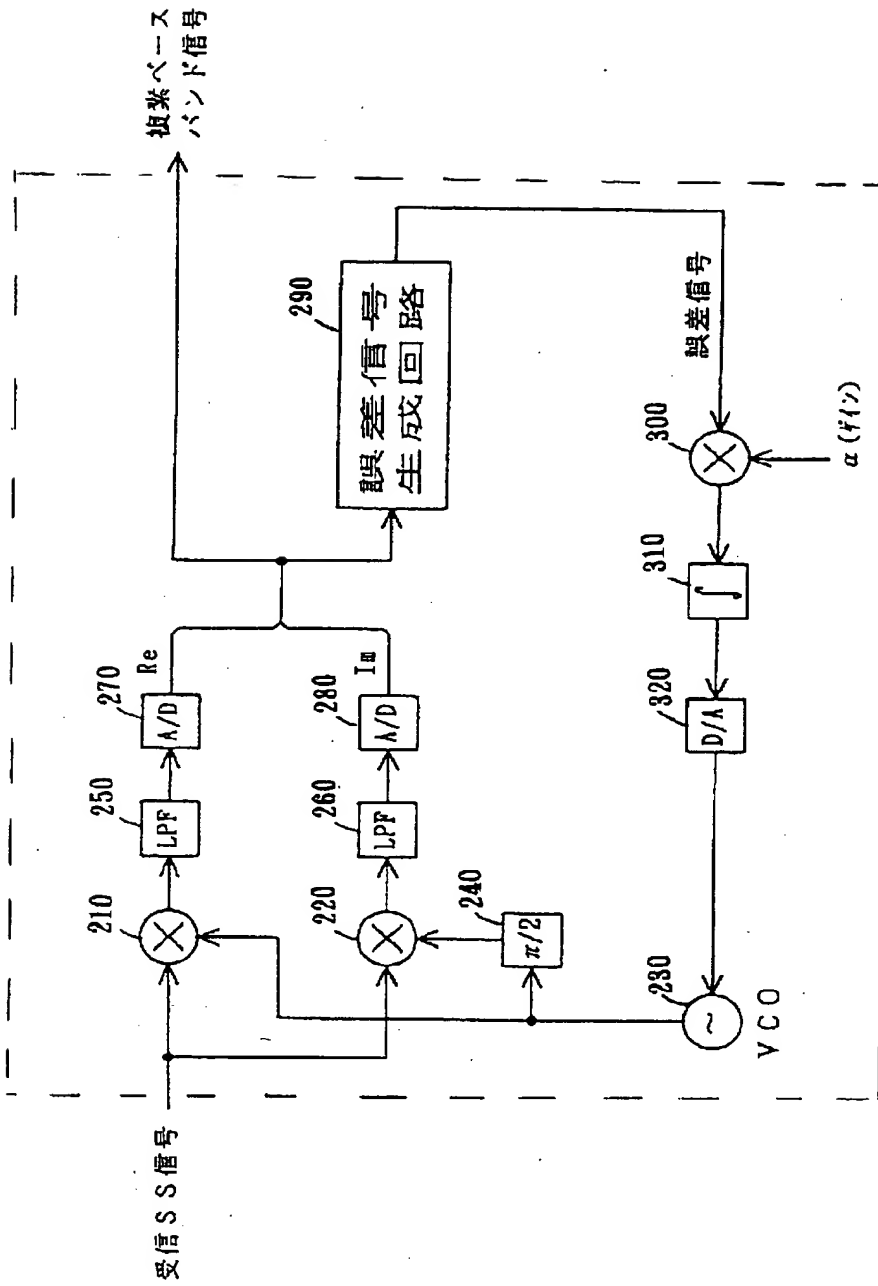 複素ベース
バンド信号
受信SS信号
210
250
270
LPF
A/D
Re
220
260
280
LPF
A/D
Im
240
π/2
230
~
VCO
290
誤差信号
生成回路
誤差信号
300
α(ゲイン)
310
∫
320
D/A